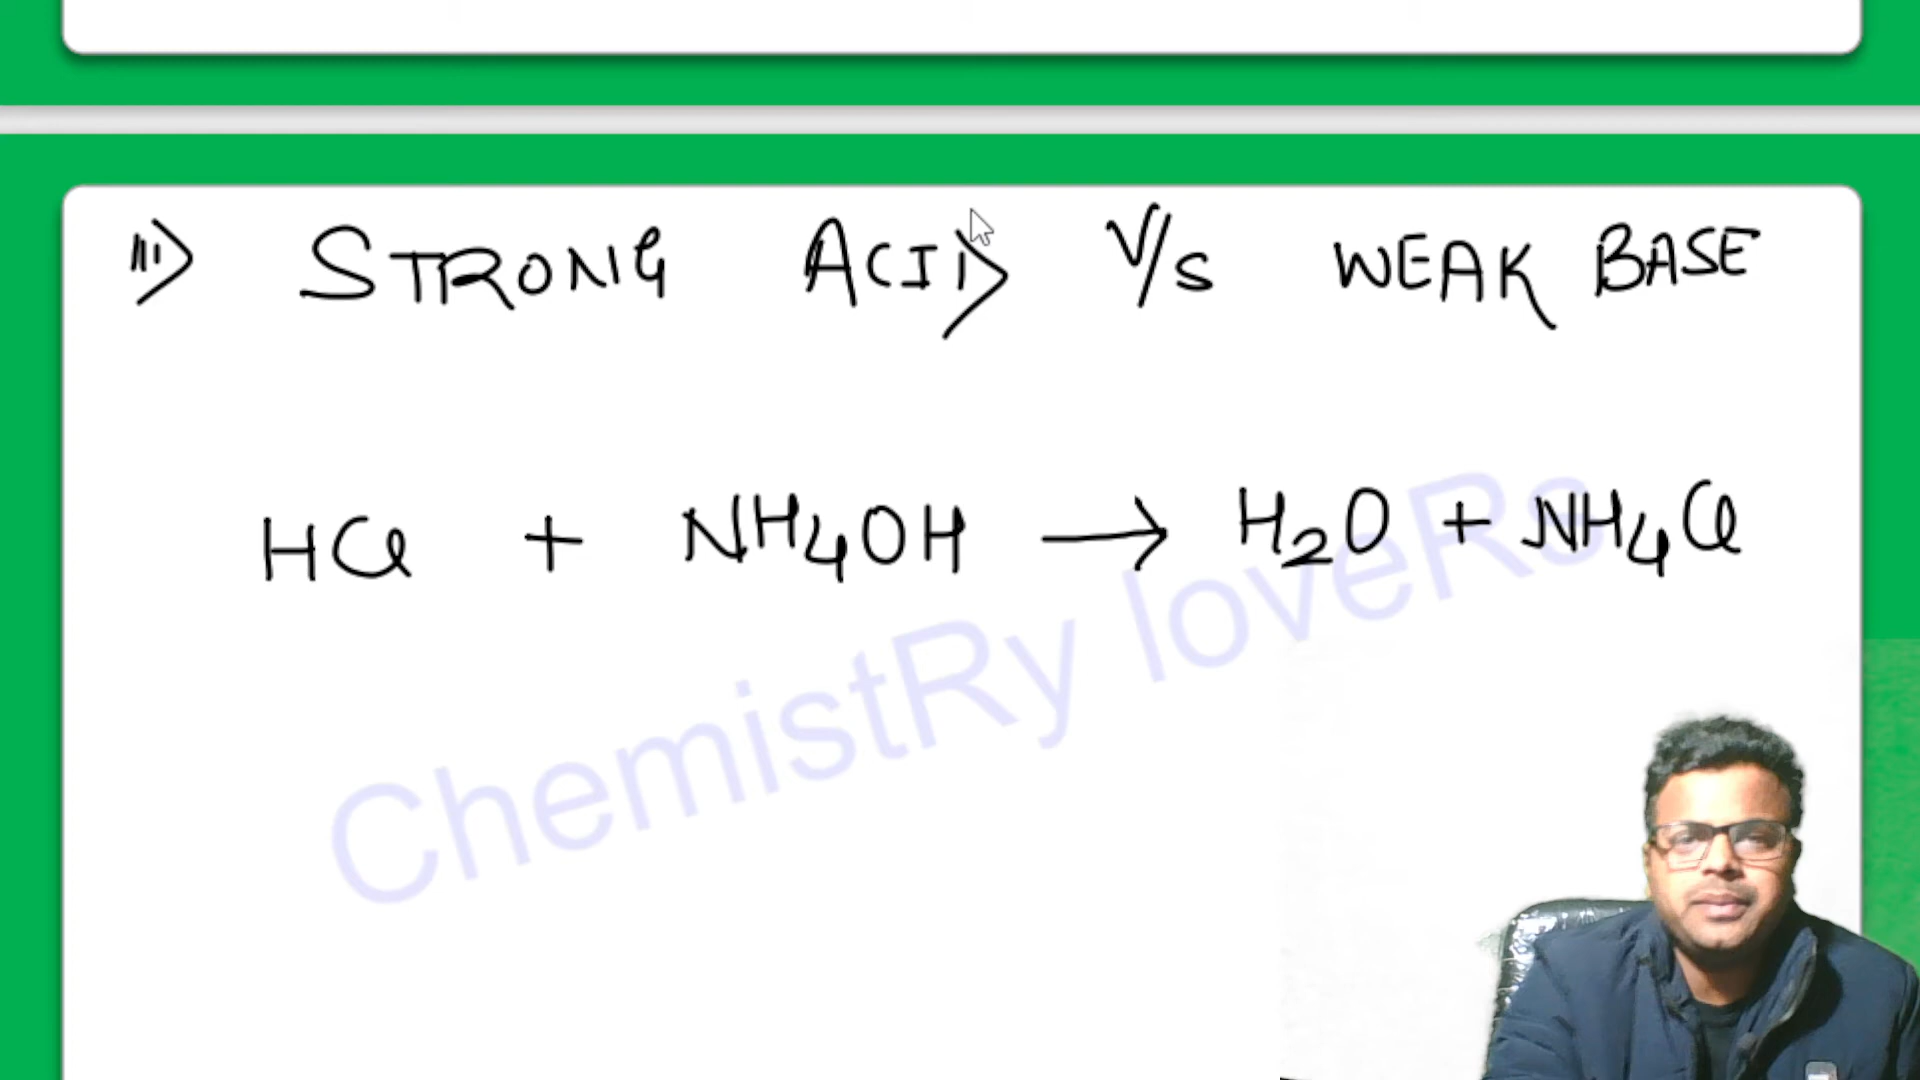 III) STRONG ACID V/S WEAK BASE
HCl + NH4OH → H2O + NH4Cl
ChemistRy loveRs